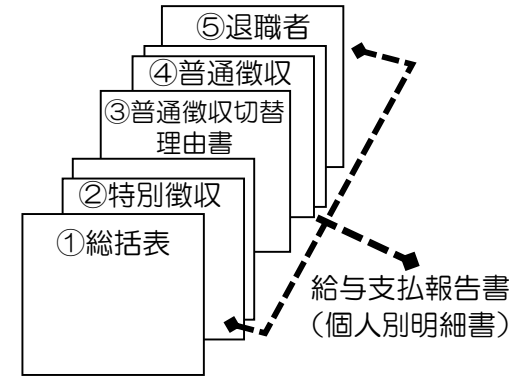 ⑤退職者
④普通徴収
③普通徴収切替
理由書
②特別徴収
①総括表
給与支払報告書
（個人別明細書）